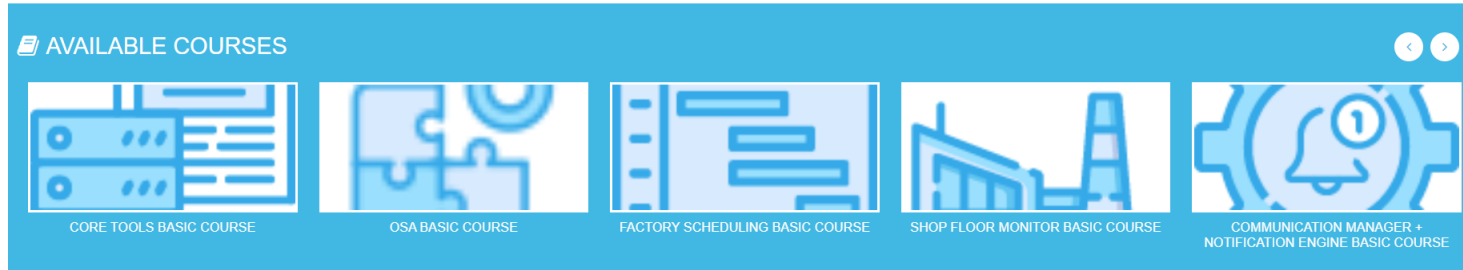 AVAILABLE COURSES
CORE TOOLS BASIC COURSE
OSA BASIC COURSE
FACTORY SCHEDULING BASIC COURSE
SHOP FLOOR MONITOR BASIC COURSE
1
COMMUNICATION MANAGER +
NOTIFICATION ENGINE BASIC COURSE